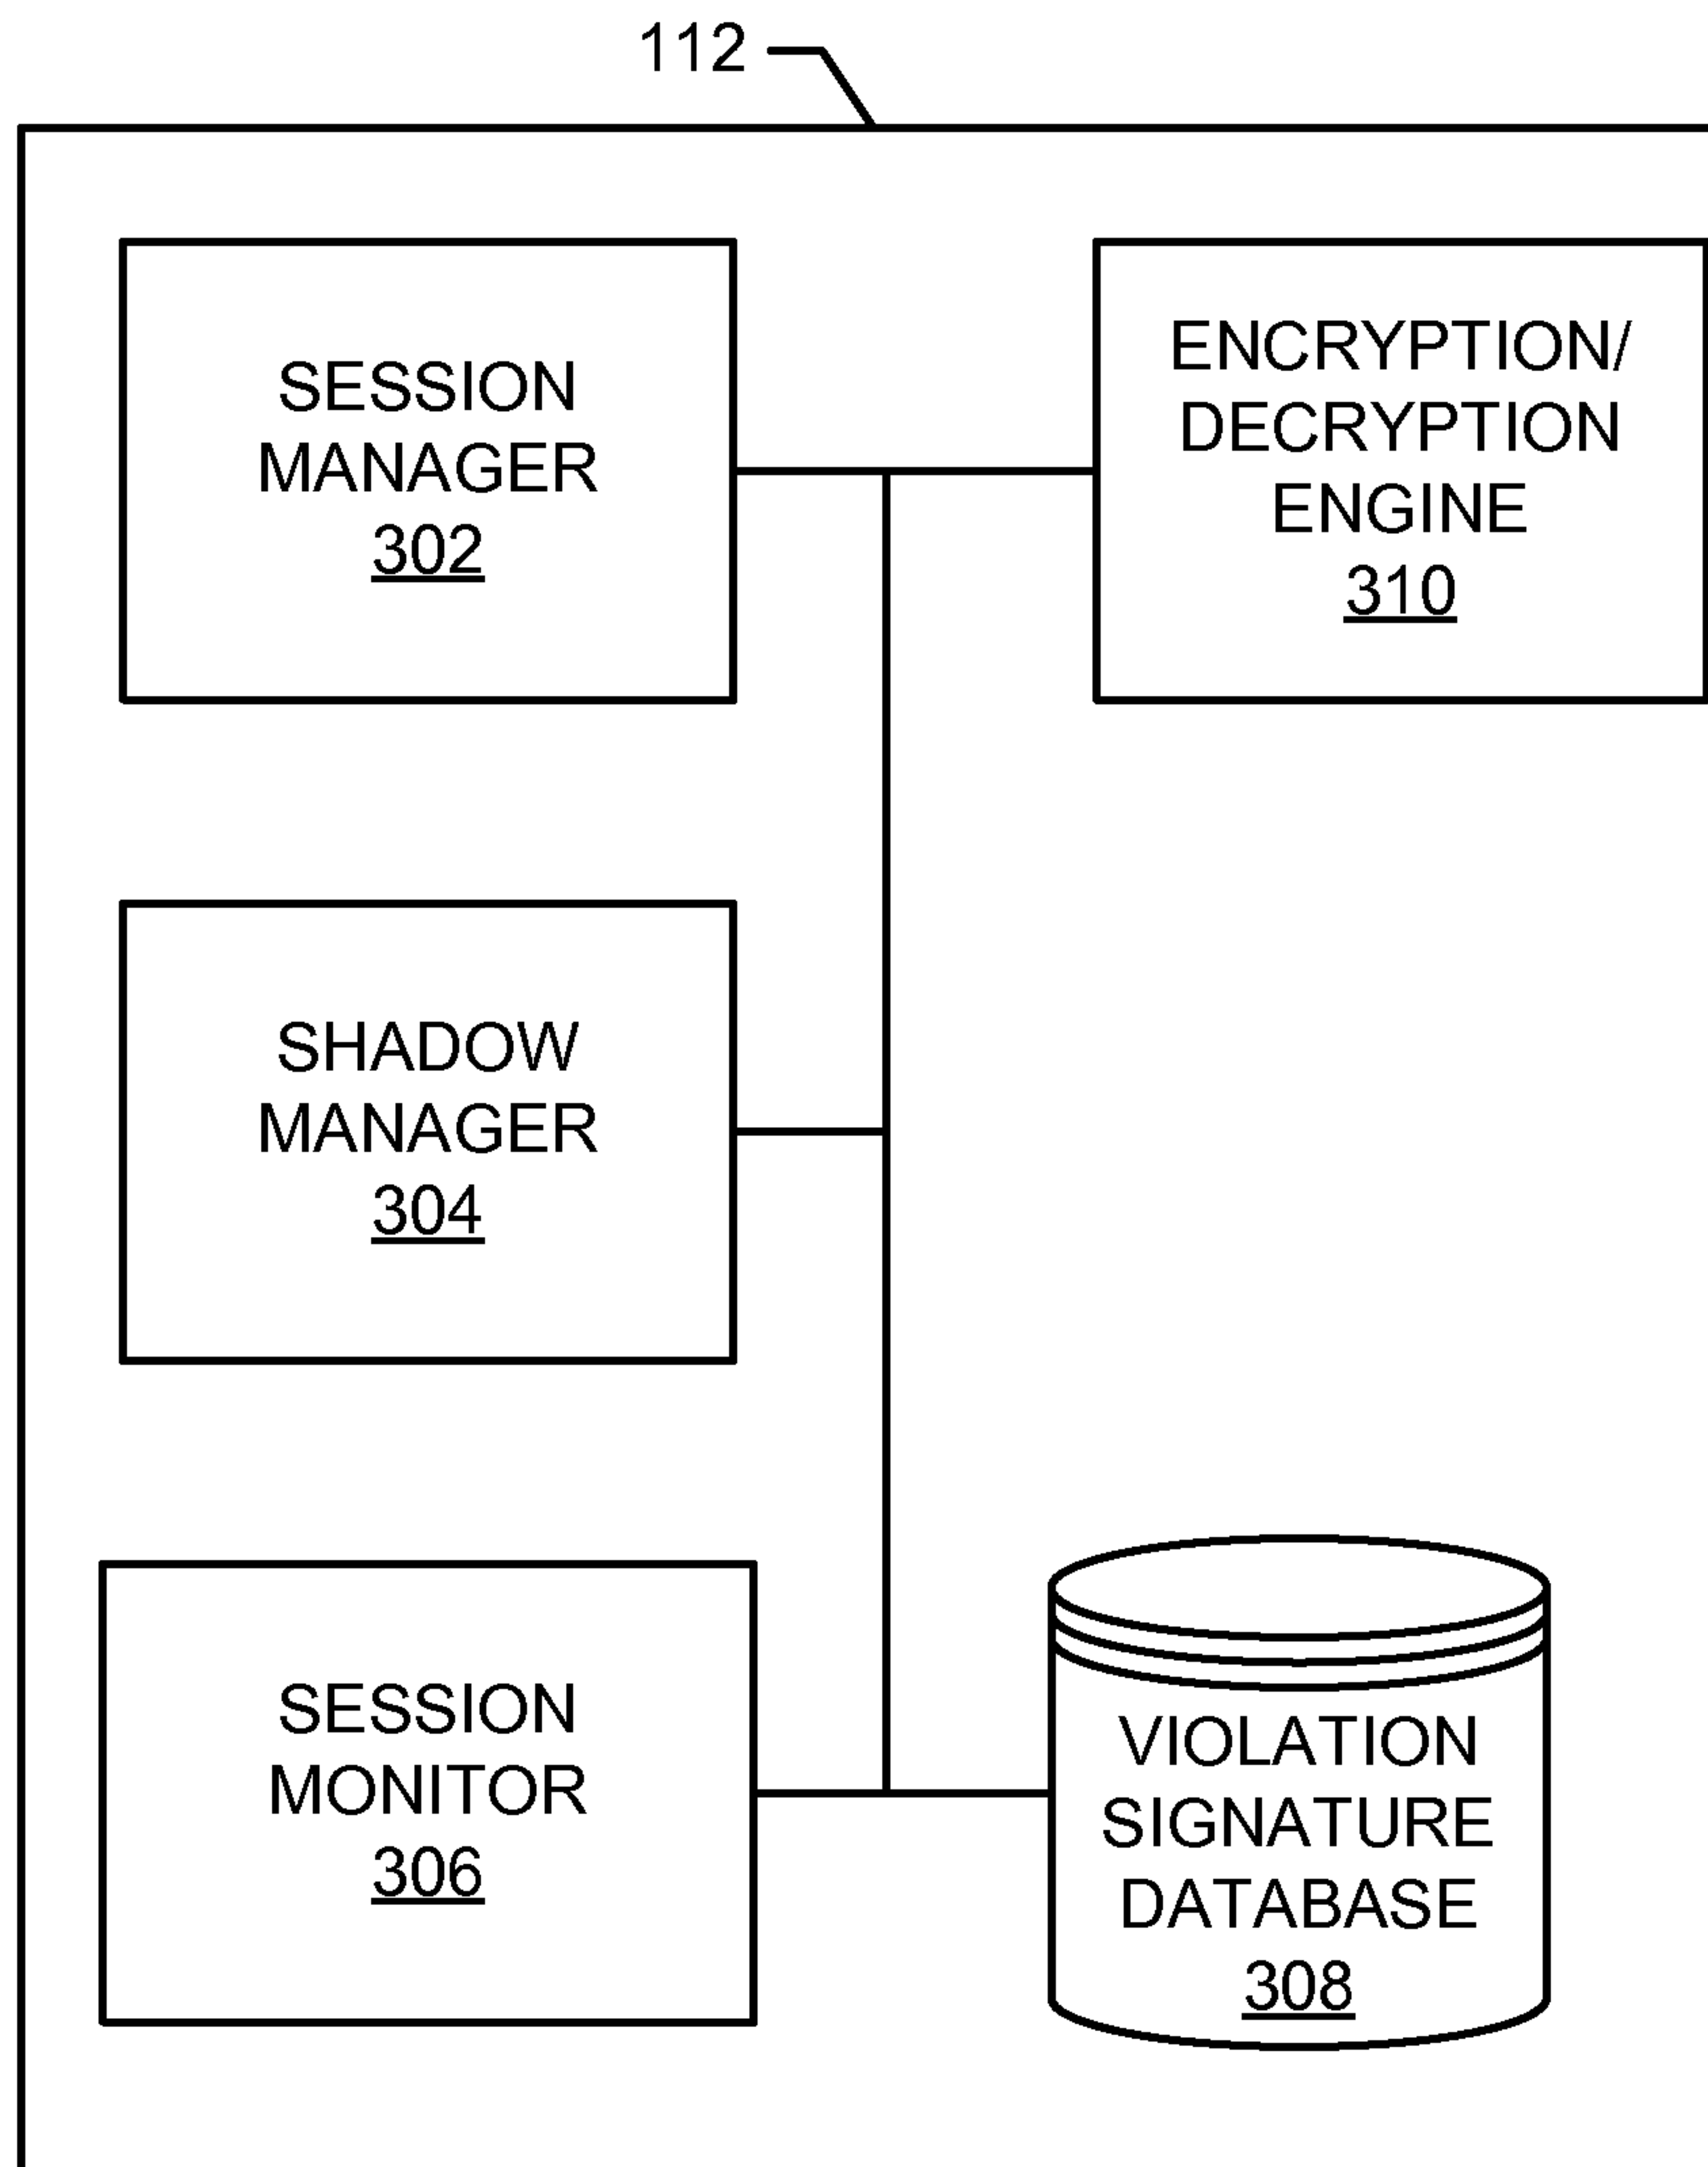 112
SESSION
MANAGER
302
ENCRYPTION/
DECRYPTION
ENGINE
310
SHADOW
MANAGER
304
SESSION
MONITOR
306
VIOLATION
SIGNATURE
DATABASE
308